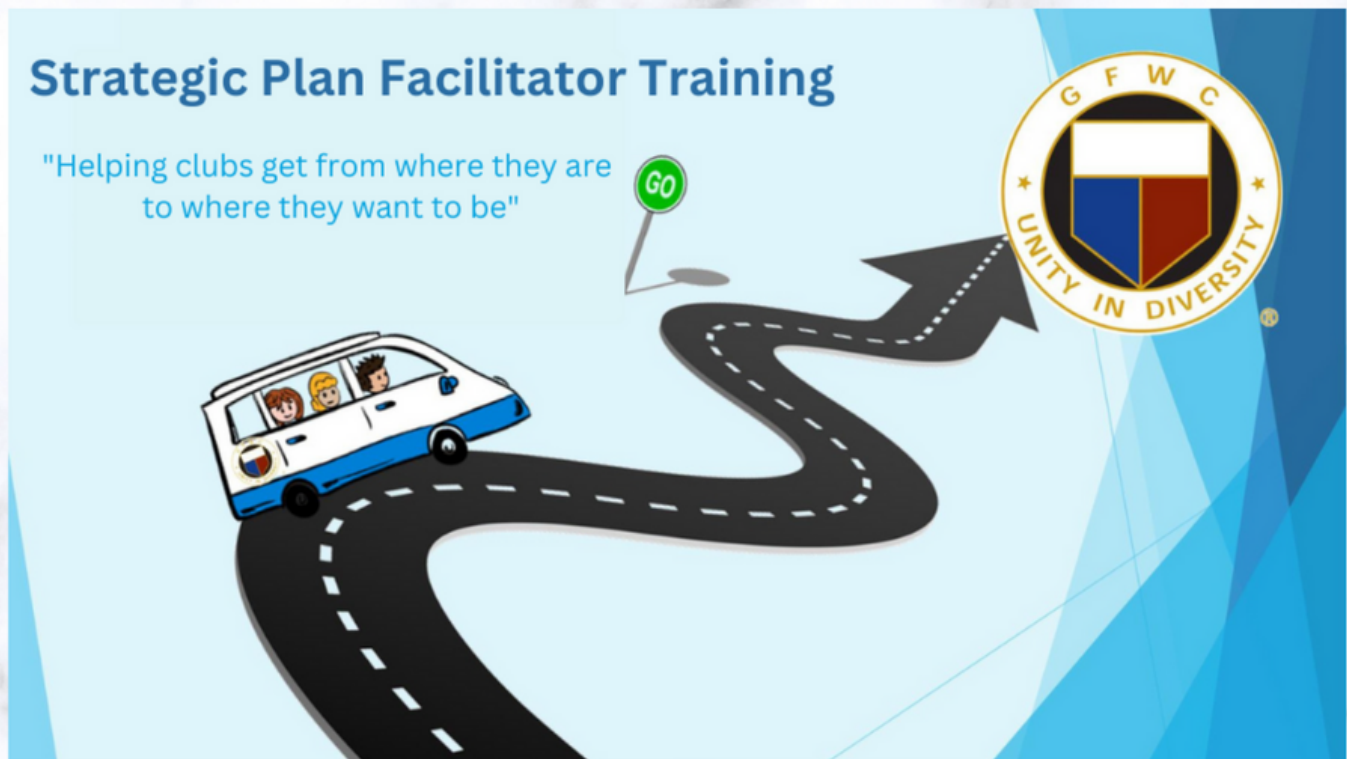 Strategic Plan Facilitator Training
"Helping clubs get from where they are
to where they want to be"
GO
GFWC
UNITY IN DIVERSITY
®